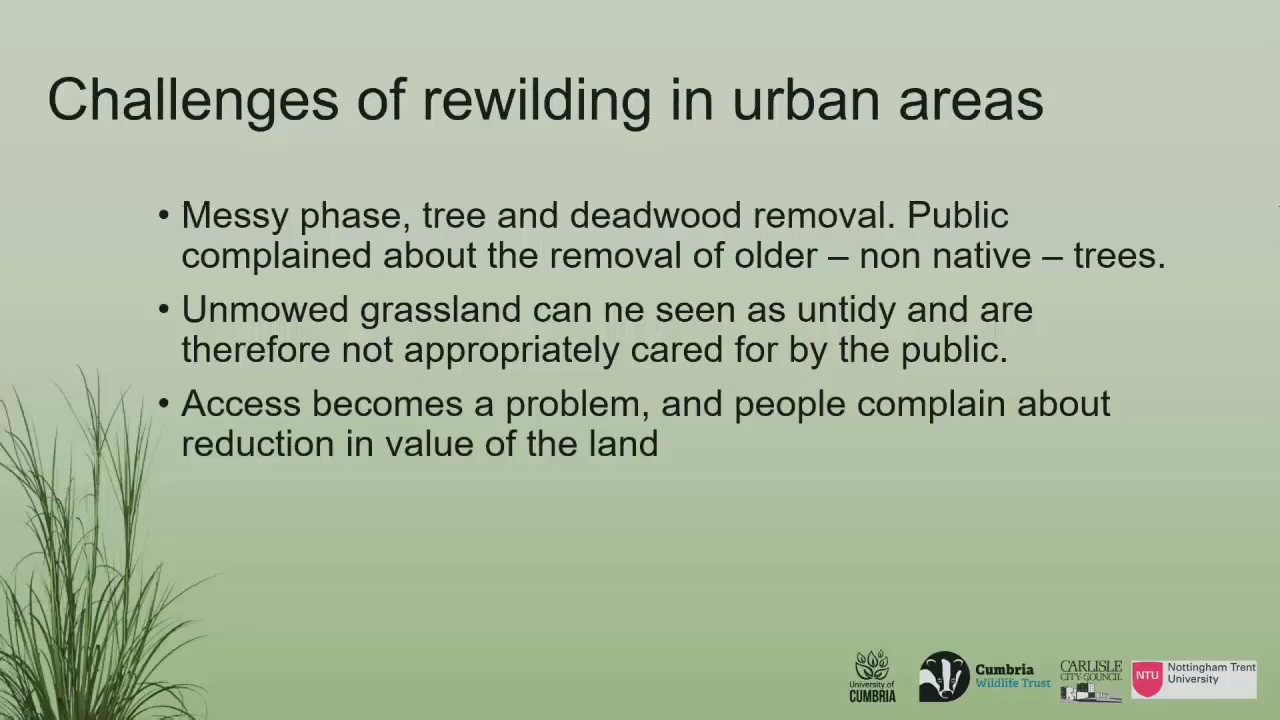 Challenges of rewilding in urban areas
• Messy phase, tree and deadwood removal. Public
complained about the removal of older – non native – trees.
• Unmowed grassland can ne seen as untidy and are
therefore not appropriately cared for by the public.
• Access becomes a problem, and people complain about
reduction in value of the land
University of
CUMBRIA
Cumbria
Wildlife Trust
CARLISLE
CITY COUNCIL
NTU
Nottingham Trent
University